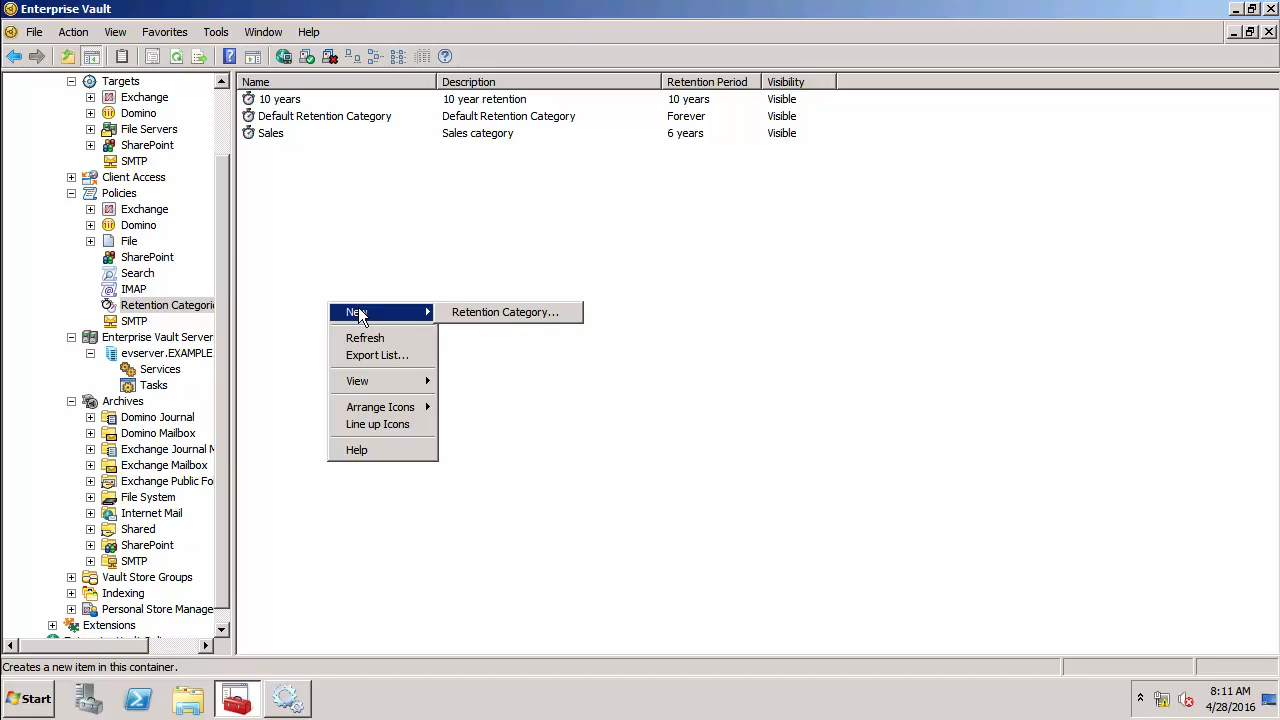 Enterprise Vault
File Action View Favorites Tools Window Help
Name Description Retention Period Visibility
10 years 10 year retention 10 years Visible
Default Retention Category Default Retention Category Forever Visible
Sales Sales category 6 years Visible
Targets
Exchange
Domino
File Servers
SharePoint
SMTP
Client Access
Policies
Exchange
Domino
File
SharePoint
Search
IMAP
Retention Categori
SMTP
Enterprise Vault Server
evserver.EXAMPLE
Services
Tasks
Archives
Domino Journal
Domino Mailbox
Exchange Journal M
Exchange Mailbox
Exchange Public Fo
File System
Internet Mail
Shared
SharePoint
SMTP
Vault Store Groups
Indexing
Personal Store Manage
Extensions
New
Refresh
Export List...
View
Arrange Icons
Line up Icons
Help
Retention Category...
Creates a new item in this container.
Start
8:11 AM
4/28/2016